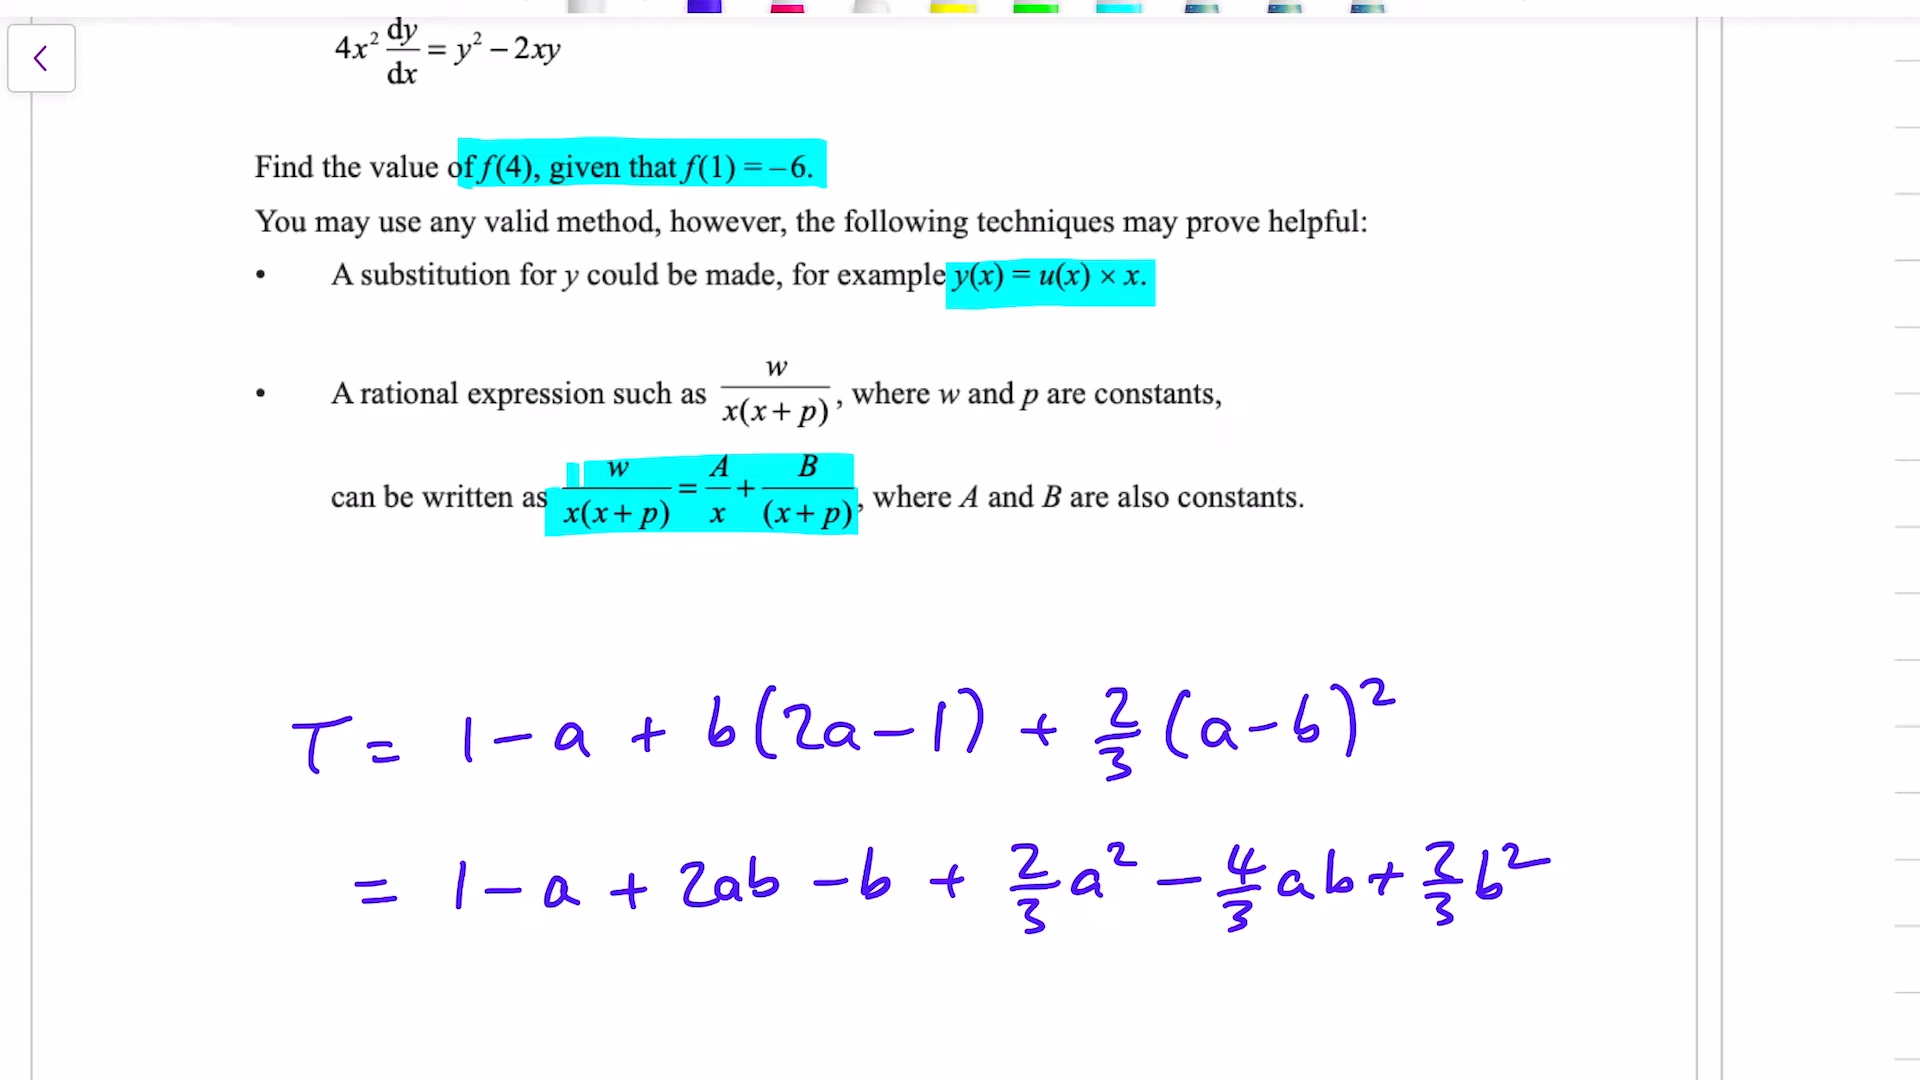 4x² dy/dx = y² – 2xy
Find the value of f(4), given that f(1) = –6.
You may use any valid method, however, the following techniques may prove helpful:
• A substitution for y could be made, for example y(x) = u(x) × x.
• A rational expression such as w/(x(x + p)), where w and p are constants,
can be written as w/(x(x + p)) = A/x + B/(x + p), where A and B are also constants.
T = 1 – a + b(2a – 1) + 2/3 (a – b)²
= 1 – a + 2ab – b + 2/3 a² – 4/3 ab + 2/3 b²